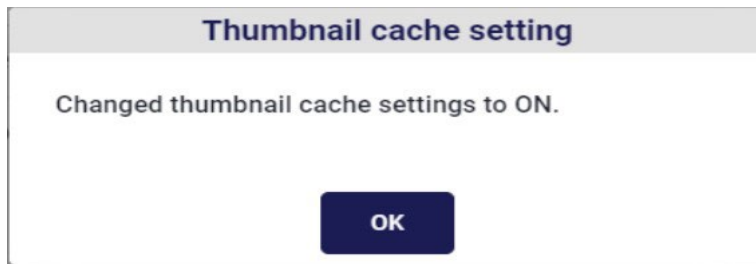 Thumbnail cache setting
Changed thumbnail cache settings to ON.
OK